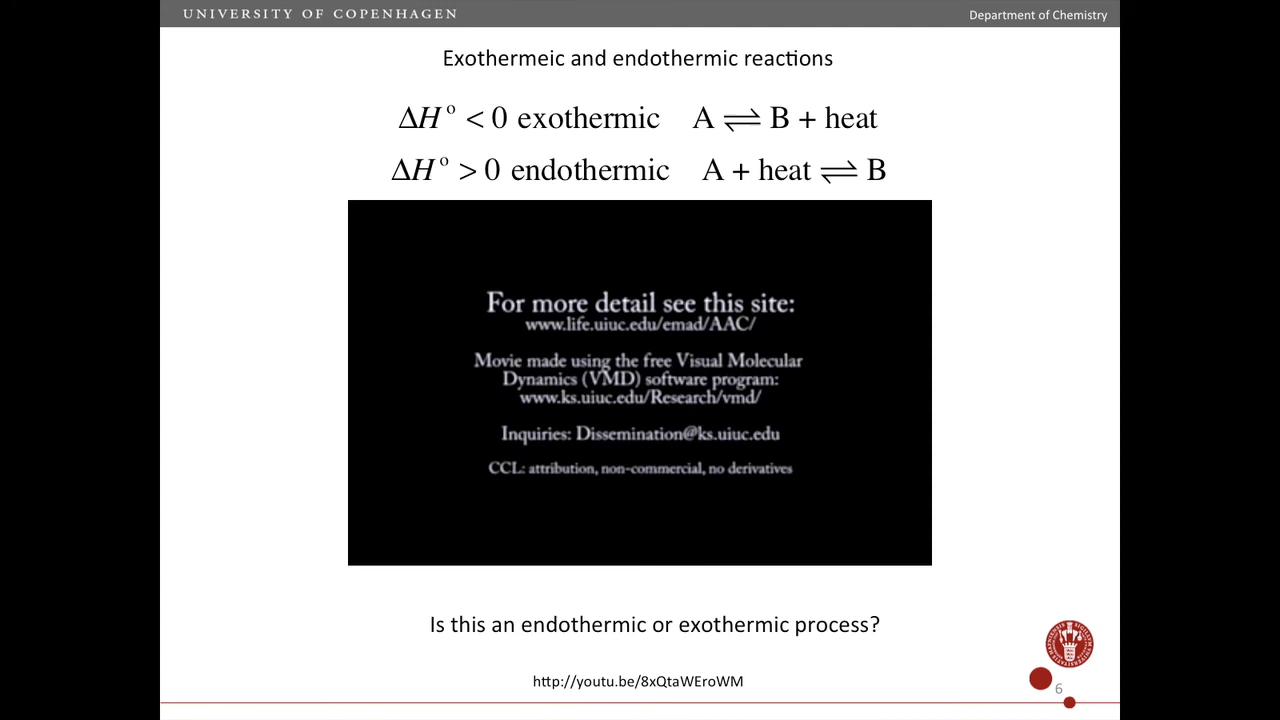 UNIVERSITY OF COPENHAGEN
Department of Chemistry
Exothermeic and endothermic reactions
ΔH° < 0 exothermic A ⇌ B + heat
ΔH° > 0 endothermic A + heat ⇌ B
For more detail see this site:
www.life.uiuc.edu/emad/AAC/
Movie made using the free Visual Molecular
Dynamics (VMD) software program:
www.ks.uiuc.edu/Research/vmd/
Inquiries: Dissemination@ks.uiuc.edu
CCL: attribution, non-commercial, no derivatives
Is this an endothermic or exothermic process?
http://youtu.be/8xQtaWEroWM
6